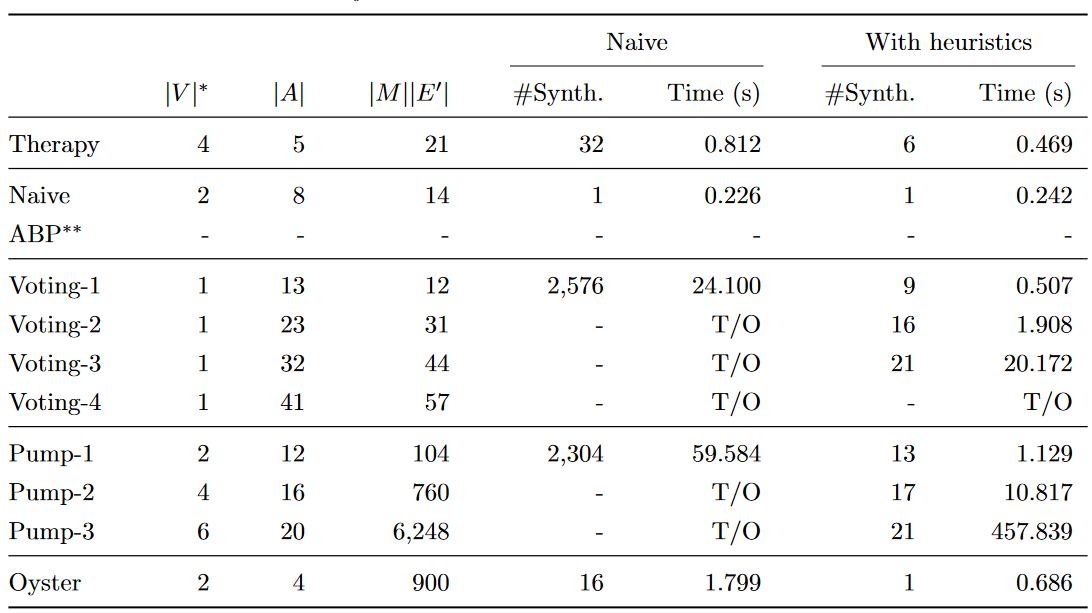 Naive With heuristics
|V|* |A| |M||E′| #Synth. Time (s) #Synth. Time (s)
Therapy 4 5 21 32 0.812 6 0.469
Naive 2 8 14 1 0.226 1 0.242
ABP** - - - - - - -
Voting-1 1 13 12 2,576 24.100 9 0.507
Voting-2 1 23 31 - T/O 16 1.908
Voting-3 1 32 44 - T/O 21 20.172
Voting-4 1 41 57 - T/O - T/O
Pump-1 2 12 104 2,304 59.584 13 1.129
Pump-2 4 16 760 - T/O 17 10.817
Pump-3 6 20 6,248 - T/O 21 457.839
Oyster 2 4 900 16 1.799 1 0.686